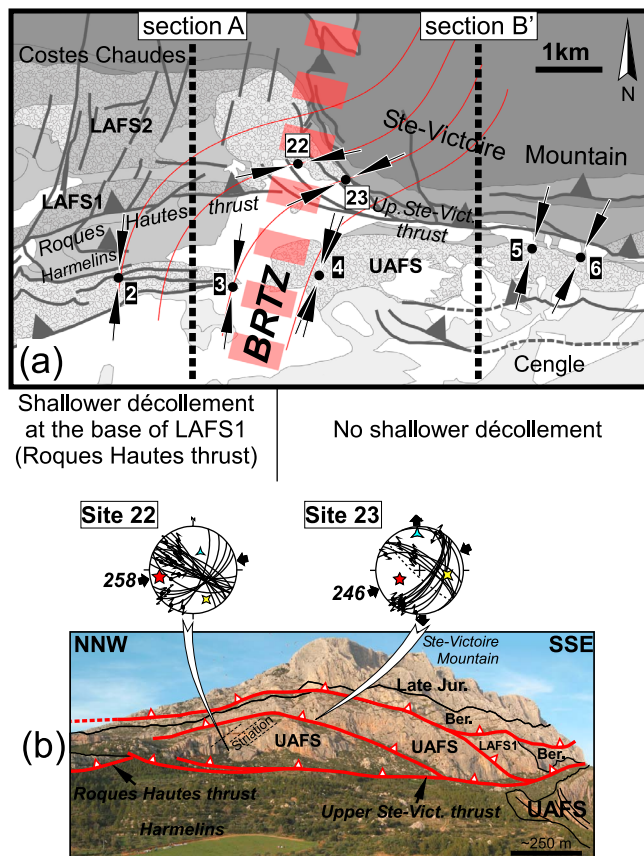 section A
section B'
1km
N
Costes Chaudes
LAFS2
LAFS1
Ste-Victoire
Mountain
22
23
Roques Hautes thrust
Up. Ste-Vict.
thrust
Harmelins
2
3
4
5
6
UAFS
BRTZ
Cengle
(a)
Shallower décollement
at the base of LAFS1
(Roques Hautes thrust)
No shallower décollement
Site 22
Site 23
258
246
NNW
SSE
Ste-Victoire
Mountain
Late Jur.
Ber.
Striation
UAFS
UAFS
LAFS1
Ber.
(b)
Roques Hautes thrust
Upper Ste-Vict. thrust
UAFS
Harmelins
~250 m